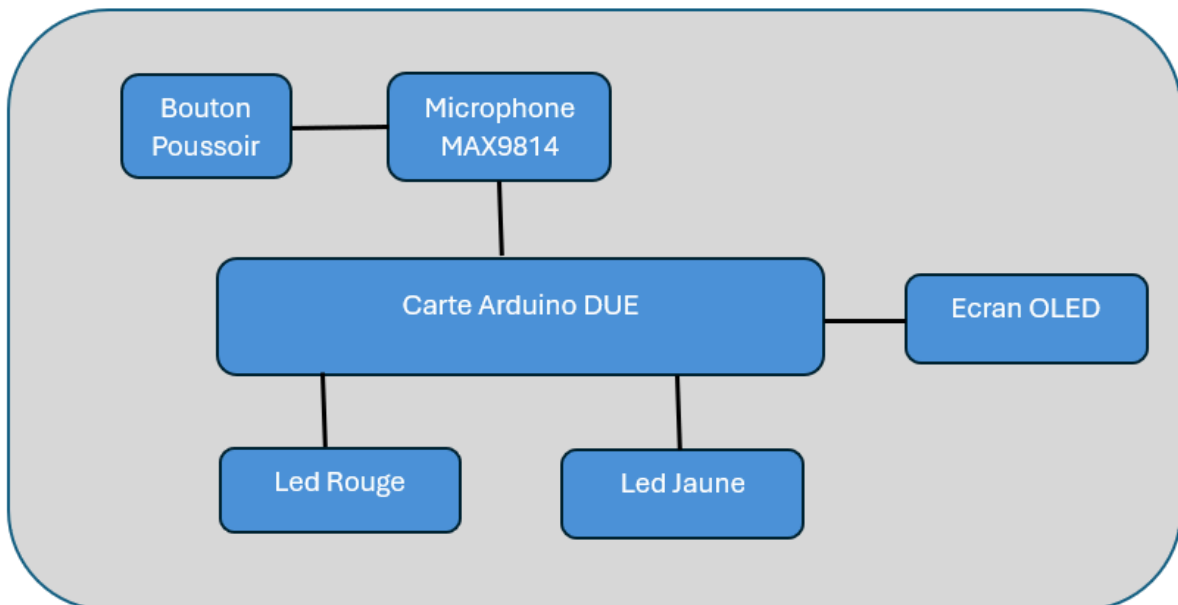 Bouton
Poussoir
Microphone
MAX9814
Carte Arduino DUE
Ecran OLED
Led Rouge
Led Jaune